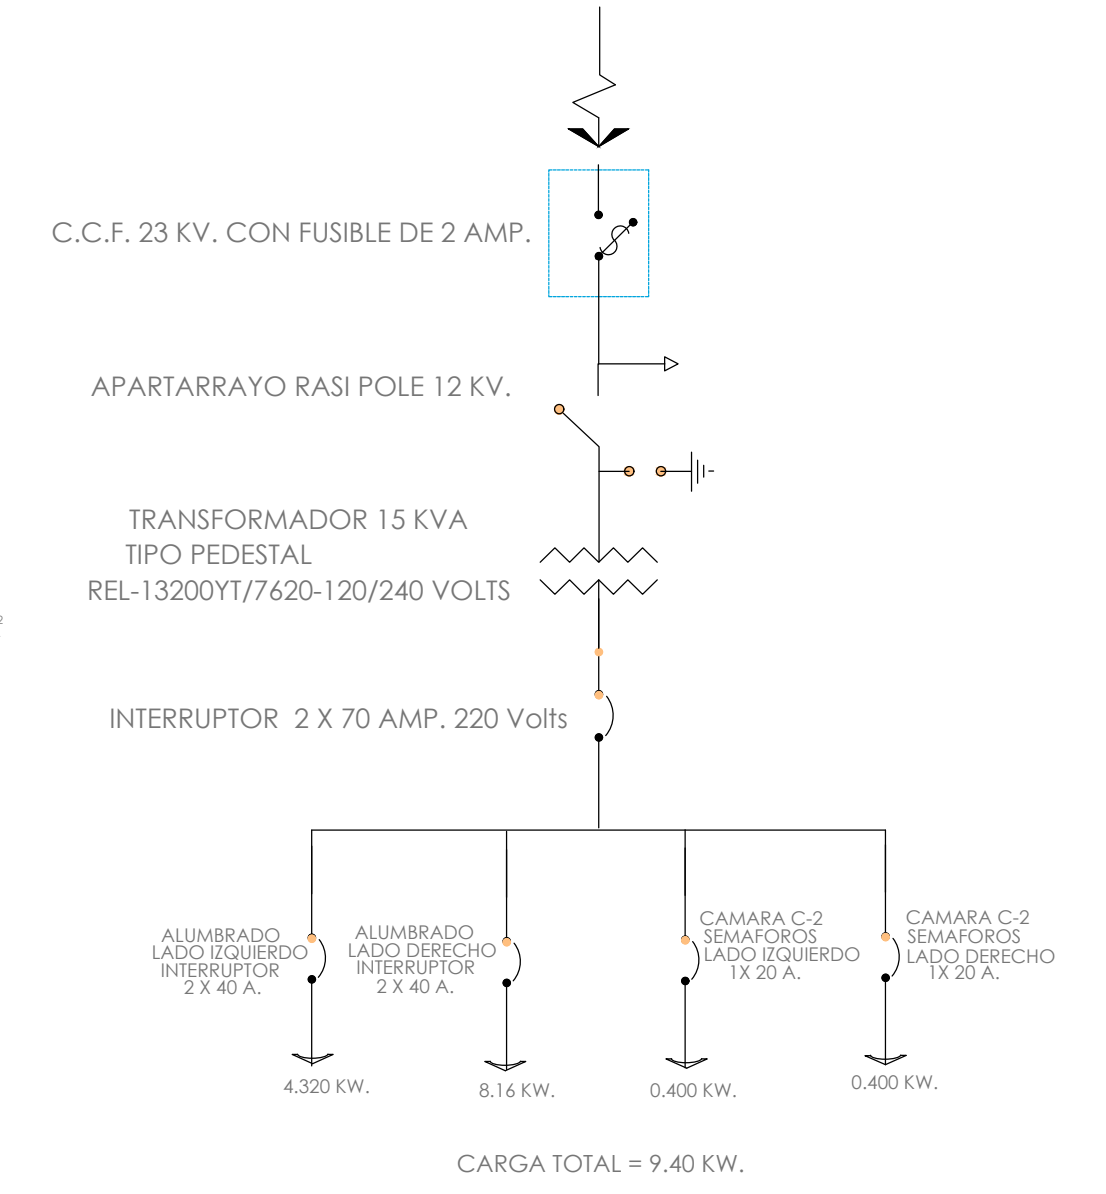 C.C.F. 23 KV. CON FUSIBLE DE 2 AMP.
APARTARRAYO RASI POLE 12 KV.
TRANSFORMADOR 15 KVA
TIPO PEDESTAL
REL-13200YT/7620-120/240 VOLTS
2
INTERRUPTOR 2 X 70 AMP. 220 Volts
ALUMBRADO
LADO IZQUIERDO
INTERRUPTOR
2 X 40 A.
ALUMBRADO
LADO DERECHO
INTERRUPTOR
2 X 40 A.
CAMARA C-2
SEMAFOROS
LADO IZQUIERDO
1X 20 A.
CAMARA C-2
SEMAFOROS
LADO DERECHO
1X 20 A.
4.320 KW.
8.16 KW.
0.400 KW.
0.400 KW.
CARGA TOTAL = 9.40 KW.